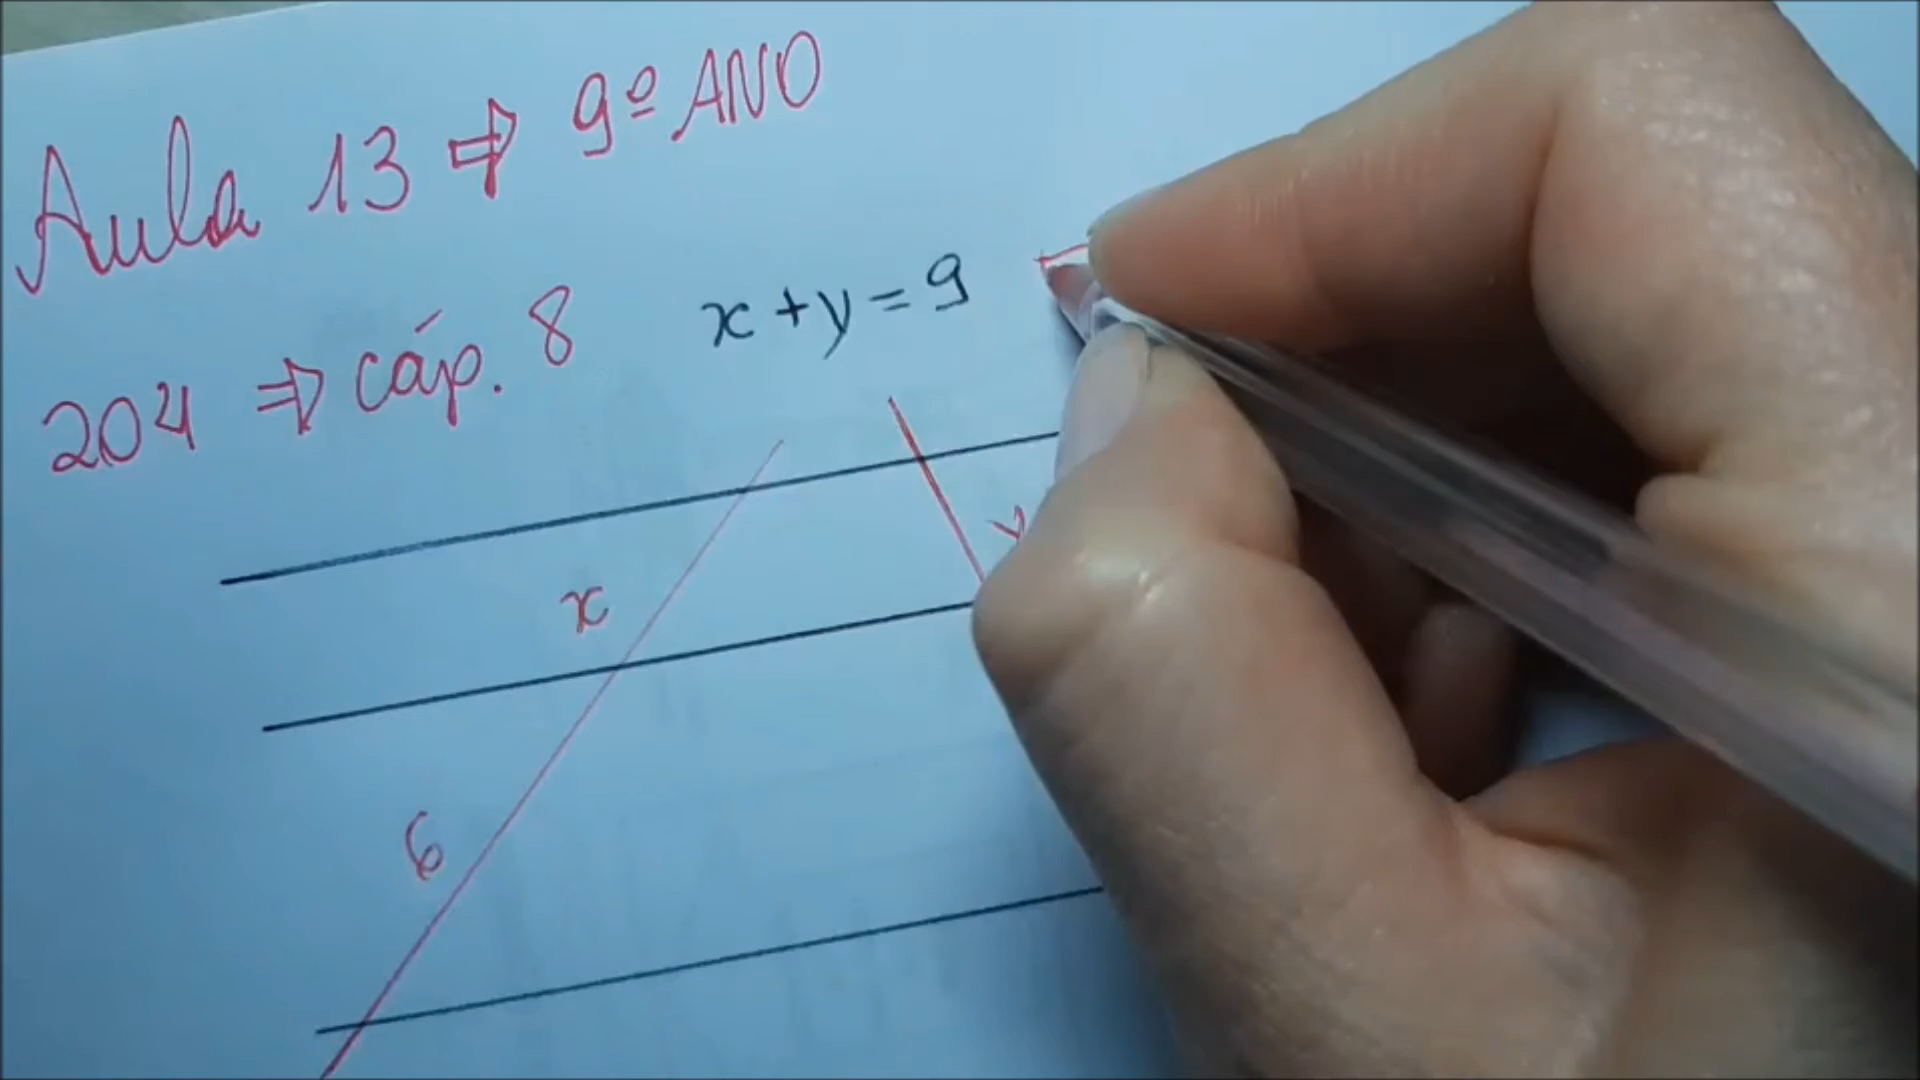 Aula 13 ⇒ 9º ANO
204 ⇒ cáp. 8
x + y = 9
x
y
6